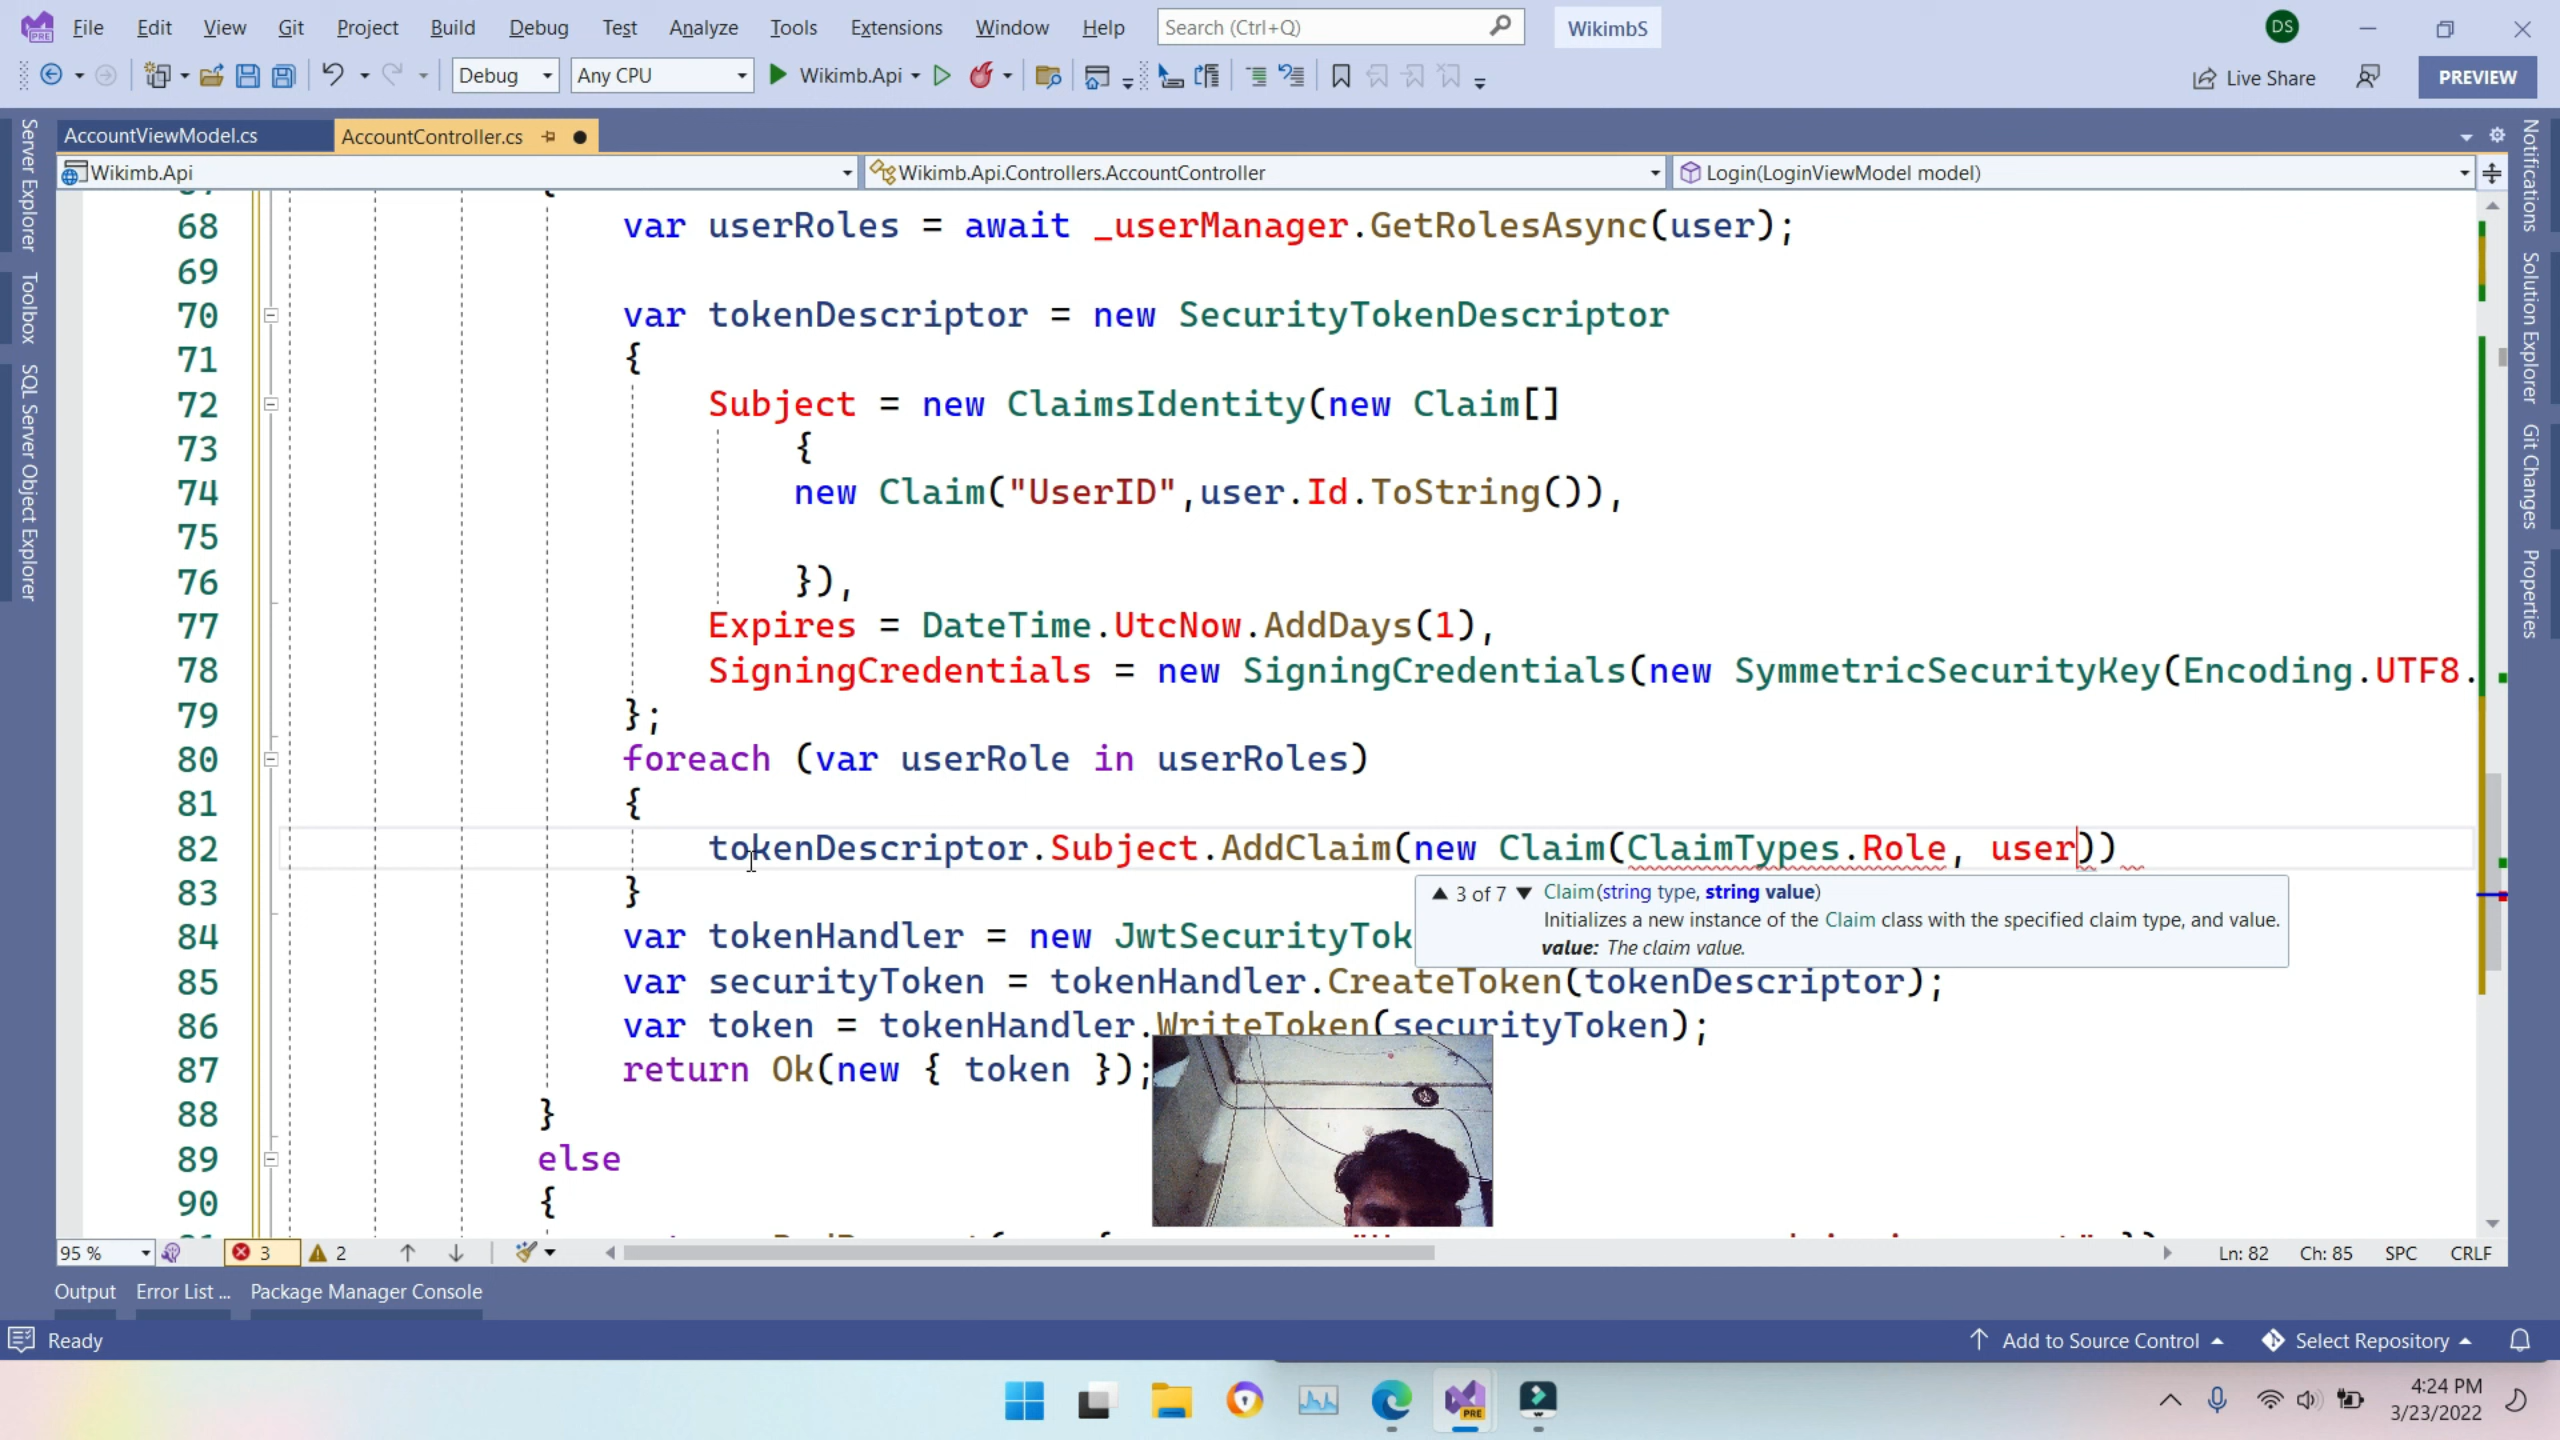 File Edit View Git Project Build Debug Test Analyze Tools Extensions Window Help Search (Ctrl+Q) WikimbS DS
Debug Any CPU Wikimb.Api Live Share PREVIEW
AccountViewModel.cs AccountController.cs
Wikimb.Api Wikimb.Api.Controllers.AccountController Login(LoginViewModel model)
Server Explorer
Toolbox
SQL Server Object Explorer
Notifications
Solution Explorer
Git Changes
Properties
68 var userRoles = await _userManager.GetRolesAsync(user);
69
70 var tokenDescriptor = new SecurityTokenDescriptor
71 {
72 Subject = new ClaimsIdentity(new Claim[]
73 {
74 new Claim("UserID",user.Id.ToString()),
75
76 }),
77 Expires = DateTime.UtcNow.AddDays(1),
78 SigningCredentials = new SigningCredentials(new SymmetricSecurityKey(Encoding.UTF8.
79 };
80 foreach (var userRole in userRoles)
81 {
82 tokenDescriptor.Subject.AddClaim(new Claim(ClaimTypes.Role, user))
83 }
3 of 7 Claim(string type, string value)
Initializes a new instance of the Claim class with the specified claim type, and value.
value: The claim value.
84 var tokenHandler = new JwtSecurityTok
85 var securityToken = tokenHandler.CreateToken(tokenDescriptor);
86 var token = tokenHandler.WriteToken(securityToken);
87 return Ok(new { token });
88 }
89 else
90 {
95 % 3 2 Ln: 82 Ch: 85 SPC CRLF
Output Error List ... Package Manager Console
Ready Add to Source Control Select Repository
PRE
4:24 PM
3/23/2022